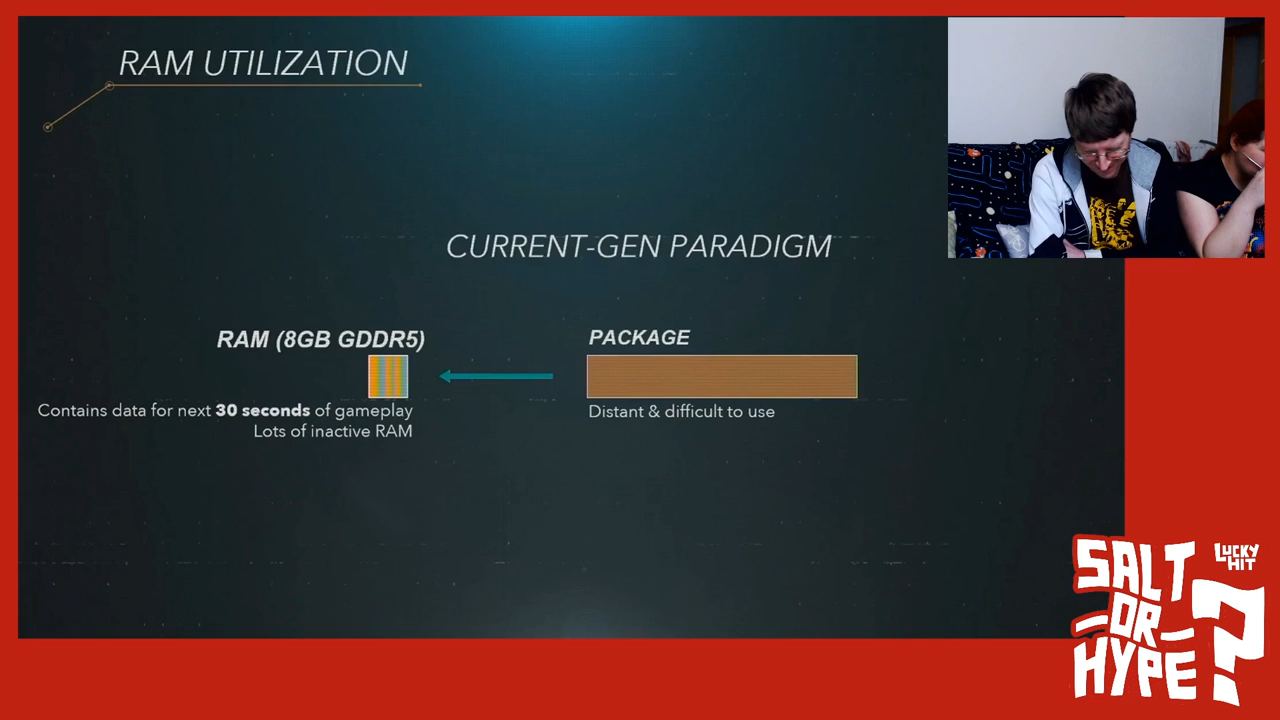 RAM UTILIZATION
CURRENT-GEN PARADIGM
RAM (8GB GDDR5)
Contains data for next 30 seconds of gameplay
Lots of inactive RAM
PACKAGE
Distant & difficult to use
SALT
OR
HYPE
?
LUCKY
HIT